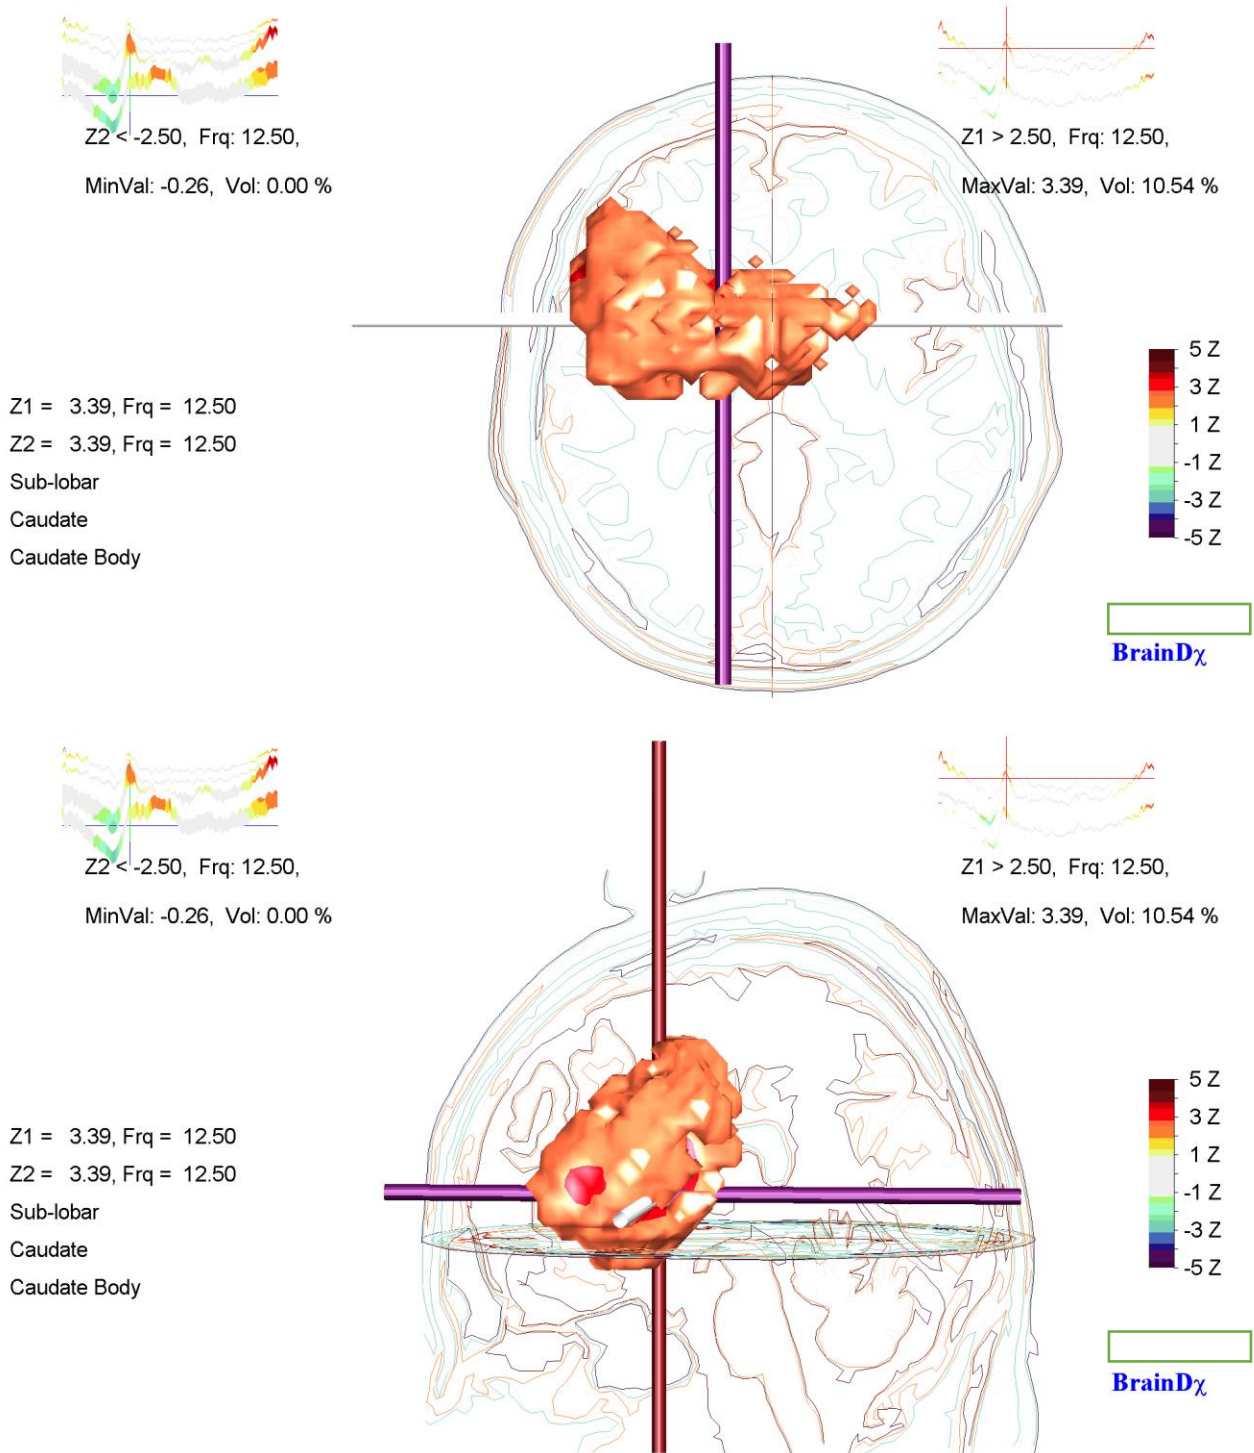 Z2 < -2.50, Frq: 12.50,
MinVal: -0.26, Vol: 0.00 %
Z1 > 2.50, Frq: 12.50,
MaxVal: 3.39, Vol: 10.54 %
Z1 = 3.39, Frq = 12.50
Z2 = 3.39, Frq = 12.50
Sub-lobar
Caudate
Caudate Body
5 Z
3 Z
1 Z
-1 Z
-3 Z
-5 Z
BrainDχ
Z2 < -2.50, Frq: 12.50,
MinVal: -0.26, Vol: 0.00 %
Z1 > 2.50, Frq: 12.50,
MaxVal: 3.39, Vol: 10.54 %
Z1 = 3.39, Frq = 12.50
Z2 = 3.39, Frq = 12.50
Sub-lobar
Caudate
Caudate Body
5 Z
3 Z
1 Z
-1 Z
-3 Z
-5 Z
BrainDχ